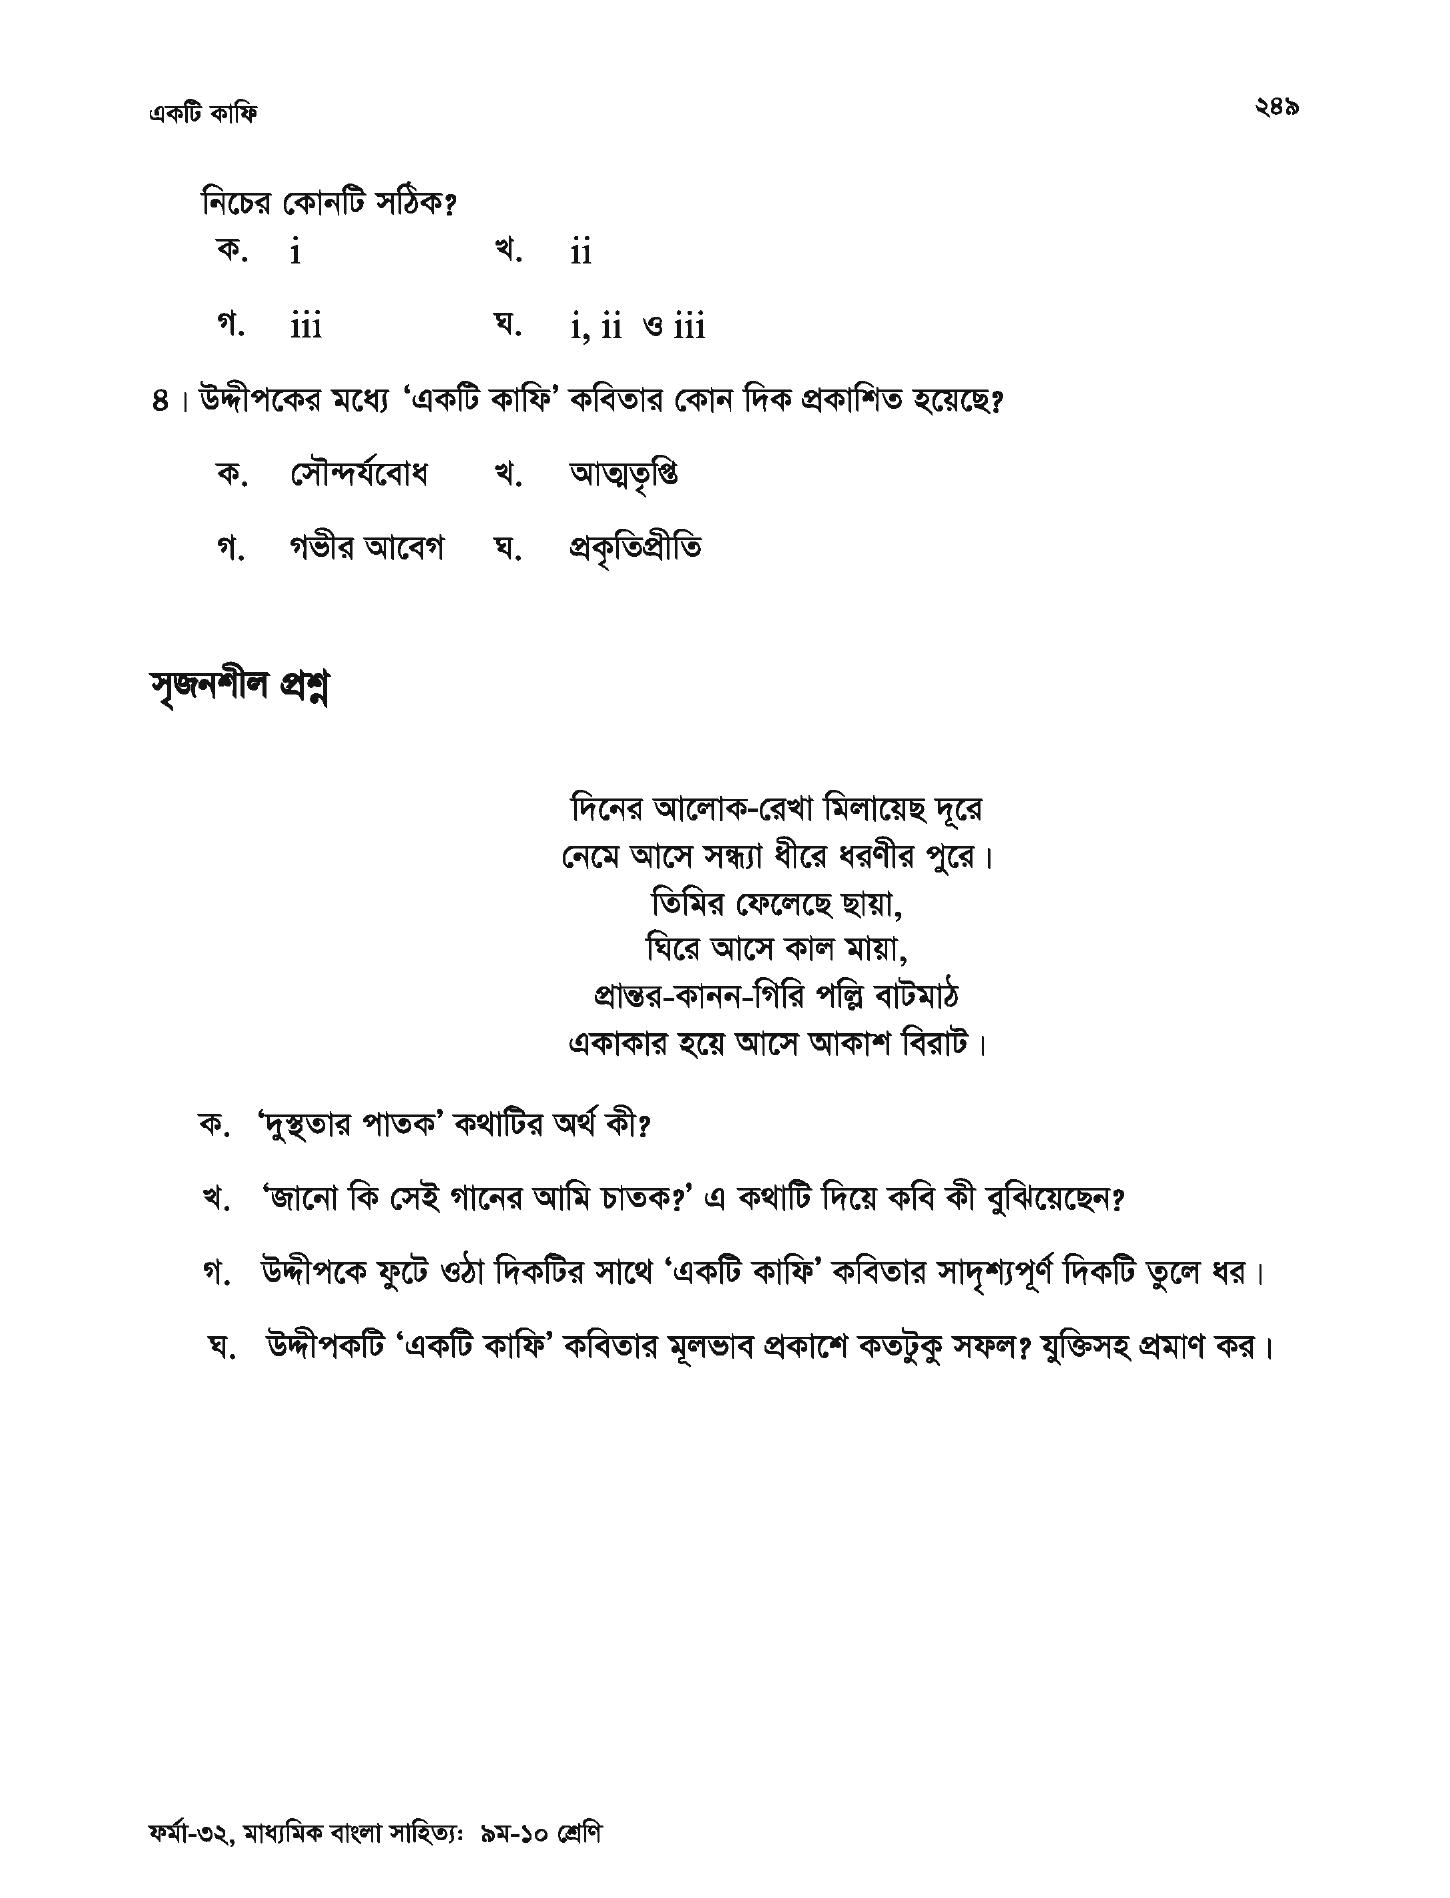 একটি কাফি ২৪৯
নিচের কোনটি সঠিক?
ক. i খ. ii
গ. iii ঘ. i, ii ও iii
৪। উদ্দীপকের মধ্যে ‘একটি কাফি’ কবিতার কোন দিক প্রকাশিত হয়েছে?
ক. সৌন্দর্যবোধ খ. আত্মতৃপ্তি
গ. গভীর আবেগ ঘ. প্রকৃতিপ্রীতি
সৃজনশীল প্রশ্ন
দিনের আলোক-রেখা মিলায়েছ দূরে
নেমে আসে সন্ধ্যা ধীরে ধরণীর পুরে।
তিমির ফেলেছে ছায়া,
ঘিরে আসে কাল মায়া,
প্রান্তর-কানন-গিরি পল্লি বাটমাঠ
একাকার হয়ে আসে আকাশ বিরাট।
ক. ‘দুস্থতার পাতক’ কথাটির অর্থ কী?
খ. ‘জানো কি সেই গানের আমি চাতক?’ এ কথাটি দিয়ে কবি কী বুঝিয়েছেন?
গ. উদ্দীপকে ফুটে ওঠা দিকটির সাথে ‘একটি কাফি’ কবিতার সাদৃশ্যপূর্ণ দিকটি তুলে ধর।
ঘ. উদ্দীপকটি ‘একটি কাফি’ কবিতার মূলভাব প্রকাশে কতটুকু সফল? যুক্তিসহ প্রমাণ কর।
ফর্মা-৩২, মাধ্যমিক বাংলা সাহিত্যঃ ৯ম-১০ শ্রেণি